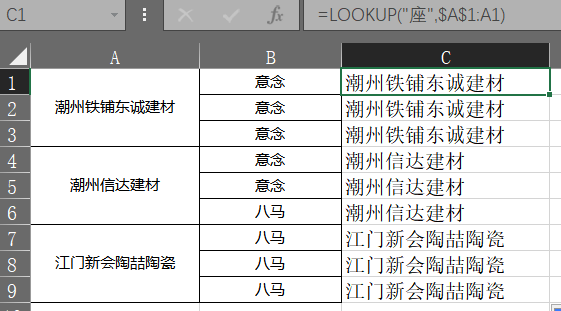 C1 =LOOKUP("座",$A$1:A1)
A B C
1 潮州铁铺东诚建材 意念 潮州铁铺东诚建材
2 意念 潮州铁铺东诚建材
3 意念 潮州铁铺东诚建材
4 潮州信达建材 意念 潮州信达建材
5 意念 潮州信达建材
6 八马 潮州信达建材
7 江门新会陶喆陶瓷 八马 江门新会陶喆陶瓷
8 八马 江门新会陶喆陶瓷
9 八马 江门新会陶喆陶瓷